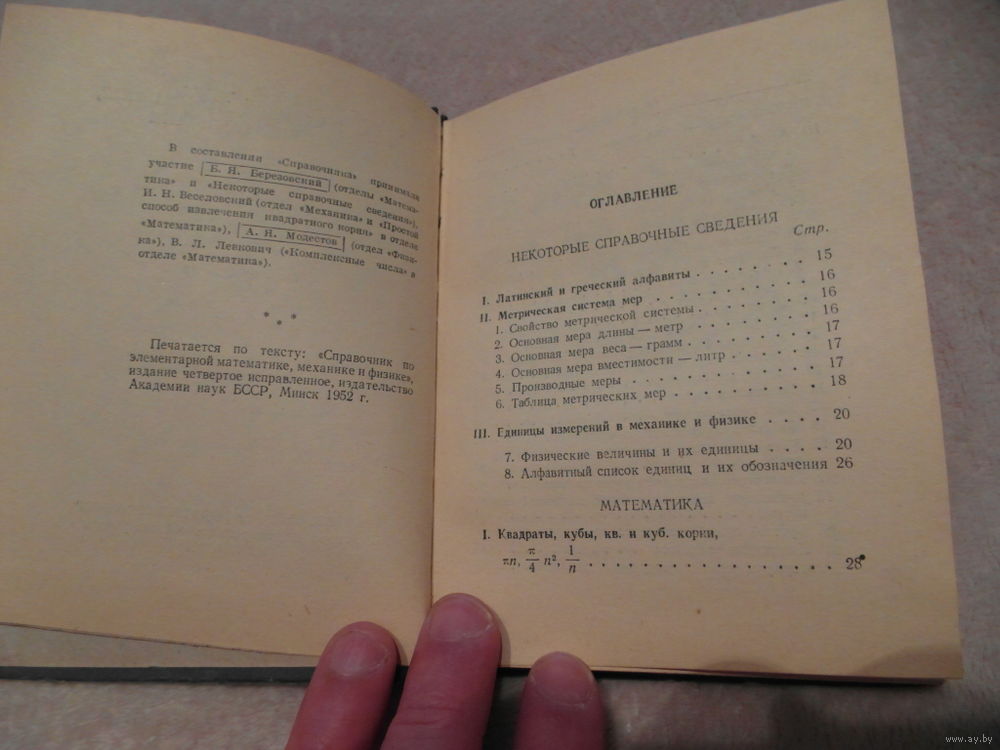 В составлении «Справочника» принимали
участие Б. Я. Березовский (отделы «Матема-
тика» и «Некоторые справочные сведения»),
И. Н. Веселовский (отдел «Механика» и «Простой
способ извлечения квадратного корня» в отделе
«Математика»), А. Я. Модестов (отдел «Физи-
ка»), В. Л. Левкович («Комплексные числа» в
отделе «Математика»).
* * *
Печатается по тексту: «Справочник по
элементарной математике, механике и физике»,
издание четвертое исправленное, издательство
Академии наук БССР, Минск 1952 г.
ОГЛАВЛЕНИЕ
НЕКОТОРЫЕ СПРАВОЧНЫЕ СВЕДЕНИЯ
Стр.
I. Латинский и греческий алфавиты . . . . . . . . 15
II. Метрическая система мер . . . . . . . . . . . 16
1. Свойство метрической системы . . . . . . . . 16
2. Основная мера длины — метр . . . . . . . . . 16
3. Основная мера веса — грамм . . . . . . . . . 17
4. Основная мера вместимости — литр . . . . . . 17
5. Производные меры . . . . . . . . . . . . . 17
6. Таблица метрических мер . . . . . . . . . . 18
III. Единицы измерений в механике и физике . . . . 20
7. Физические величины и их единицы . . . . 20
8. Алфавитный список единиц и их обозначения 26
МАТЕМАТИКА
I. Квадраты, кубы, кв. и куб. корни,
πn, π/4 n², 1/n . . . . . . . . . . . . . . . . . . 28
www.ay.by